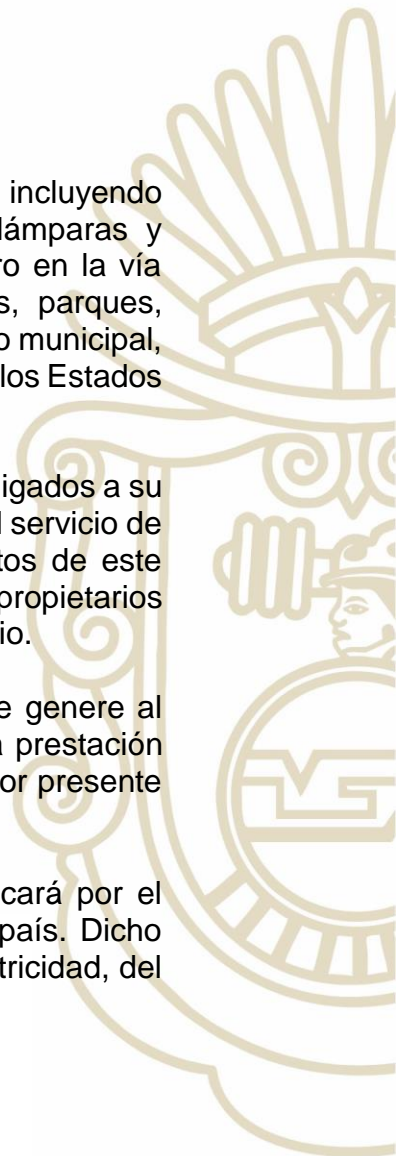 incluyendo
lámparas y
ro en la vía
s, parques,
o municipal,
los Estados
igados a su
l servicio de
tos de este
propietarios
io.
e genere al
a prestación
or presente
cará por el
país. Dicho
tricidad, del